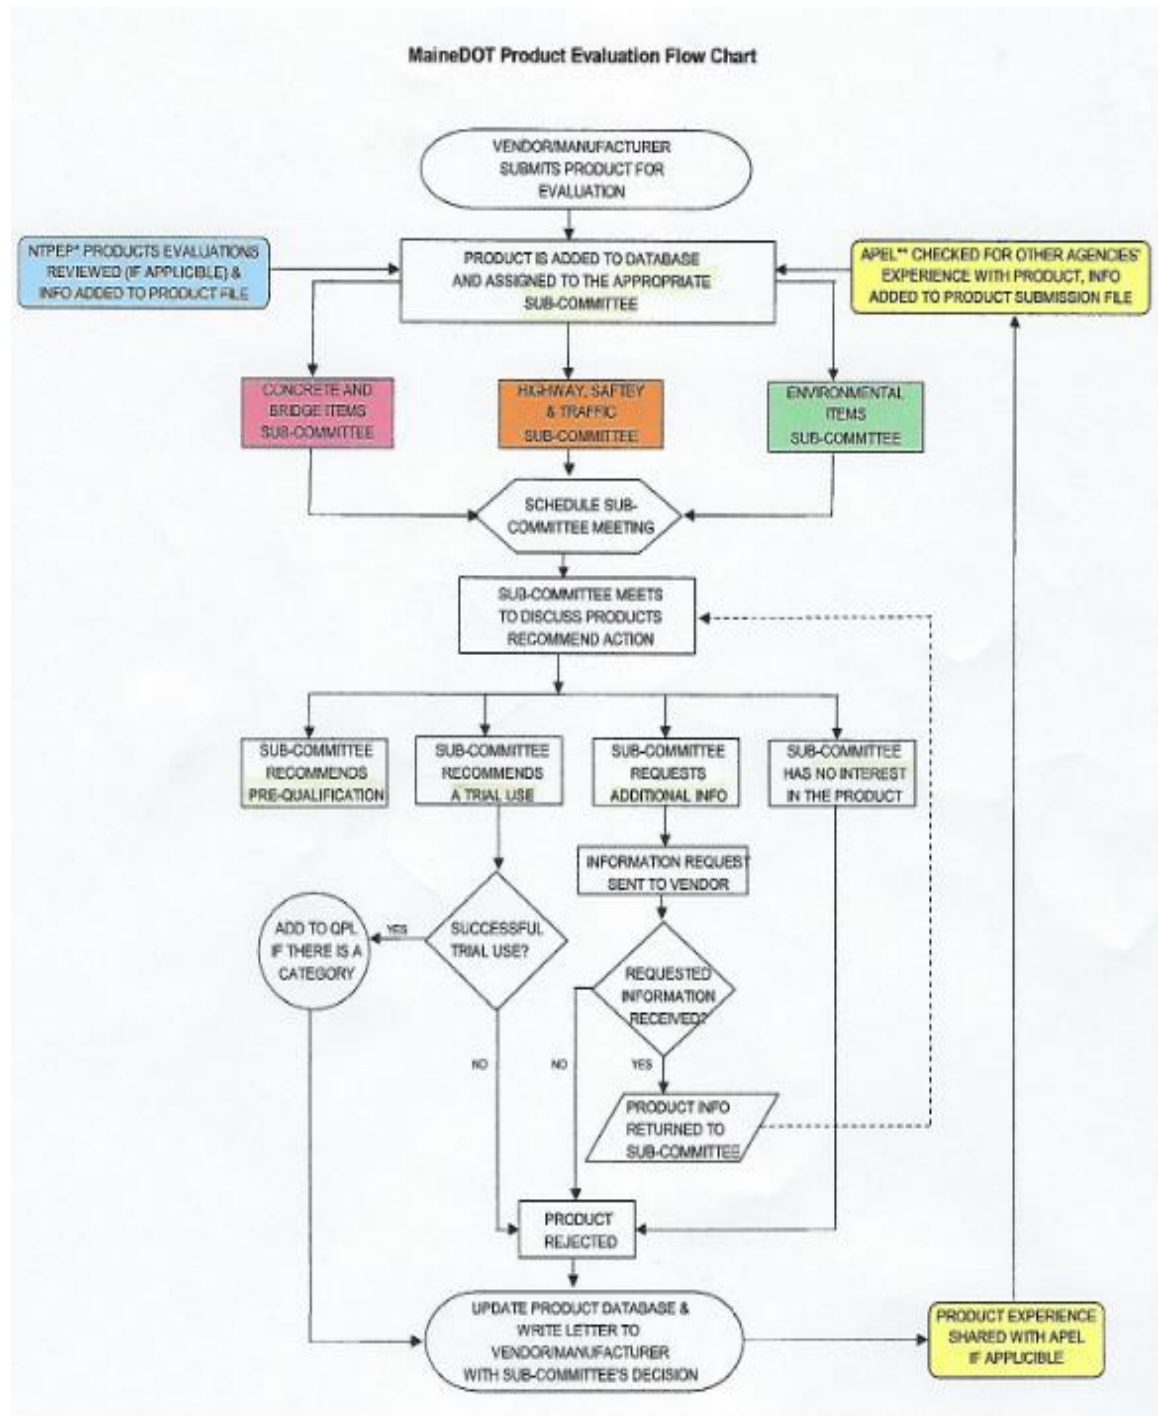 MaineDOT Product Evaluation Flow Chart
VENDOR/MANUFACTURER
SUBMITS PRODUCT FOR
EVALUATION
NTPEP* PRODUCTS EVALUATIONS
REVIEWED (IF APPLICIBLE) &
INFO ADDED TO PRODUCT FILE
PRODUCT IS ADDED TO DATABASE
AND ASSIGNED TO THE APPROPRIATE
SUB-COMMITTEE
APEL** CHECKED FOR OTHER AGENCIES'
EXPERIENCE WITH PRODUCT, INFO
ADDED TO PRODUCT SUBMISSION FILE
CONCRETE AND
BRIDGE ITEMS
SUB-COMMITTEE
HIGHWAY, SAFTEY
& TRAFFIC
SUB-COMMITTEE
ENVIRONMENTAL
ITEMS
SUB-COMMITTEE
SCHEDULE SUB-
COMMITTEE MEETING
SUB-COMMITTEE MEETS
TO DISCUSS PRODUCTS
RECOMMEND ACTION
SUB-COMMITTEE
RECOMMENDS
PRE-QUALIFICATION
SUB-COMMITTEE
RECOMMENDS
A TRIAL USE
SUB-COMMITTEE
REQUESTS
ADDITIONAL INFO
SUB-COMMITTEE
HAS NO INTEREST
IN THE PRODUCT
INFORMATION REQUEST
SENT TO VENDOR
ADD TO QPL
IF THERE IS A
CATEGORY
YES
SUCCESSFUL
TRIAL USE?
REQUESTED
INFORMATION
RECEIVED?
NO
NO
YES
PRODUCT INFO
RETURNED TO
SUB-COMMITTEE
PRODUCT
REJECTED
UPDATE PRODUCT DATABASE &
WRITE LETTER TO
VENDOR/MANUFACTURER
WITH SUB-COMMITTEE'S DECISION
PRODUCT EXPERIENCE
SHARED WITH APEL
IF APPLICIBLE